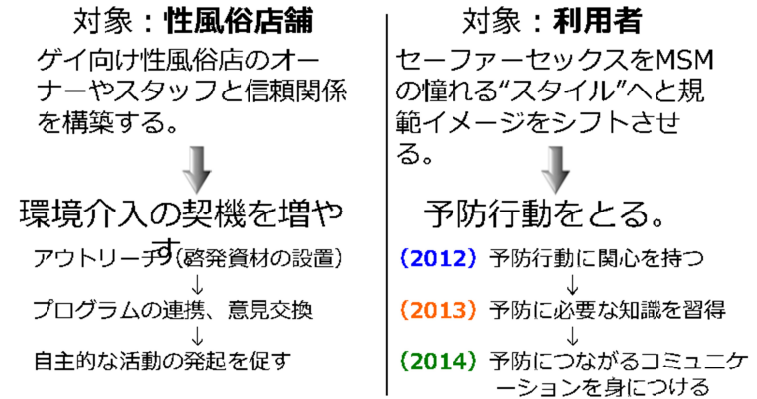 対象：性風俗店舗
ゲイ向け性風俗店のオー
ナーやスタッフと信頼関係
を構築する。
環境介入の契機を増や
す。
アウトリーチ（啓発資材の設置）
↓
プログラムの連携、意見交換
↓
自主的な活動の発起を促す
対象：利用者
セーファーセックスをMSM
の憧れる“スタイル”へと規
範イメージをシフトさせ
る。
予防行動をとる。
（2012）予防行動に関心を持つ
↓
（2013）予防に必要な知識を習得
↓
（2014）予防につながるコミュニケ
ーションを身につける